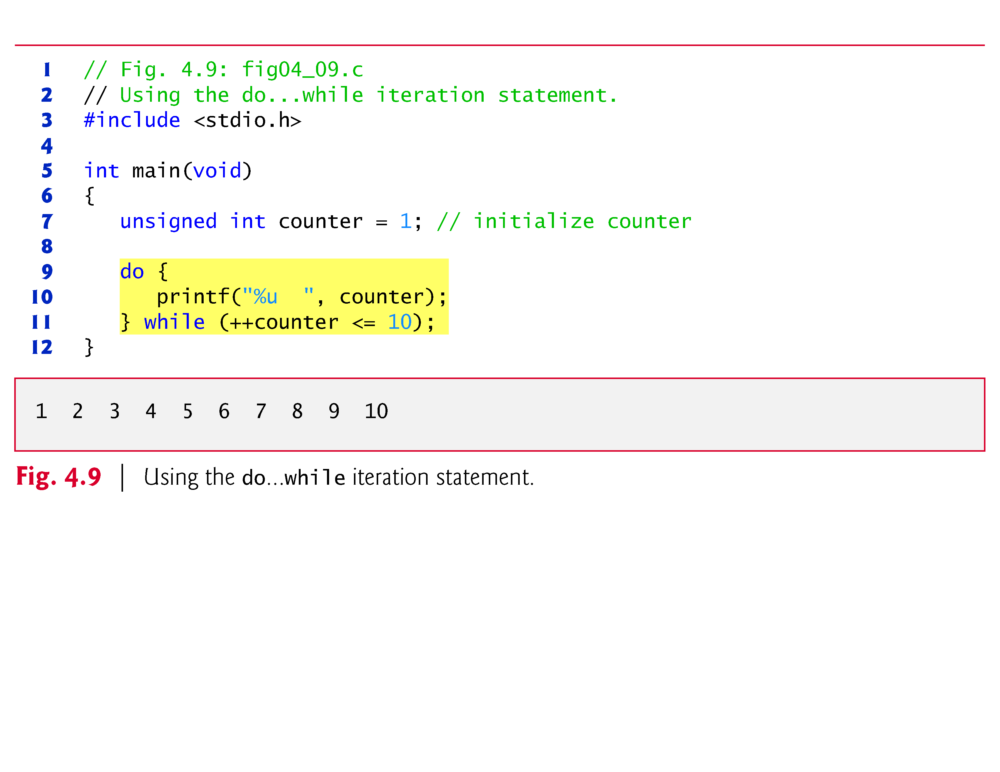 1 // Fig. 4.9: fig04_09.c
2 // Using the do...while iteration statement.
3 #include <stdio.h>
4
5 int main(void)
6 {
7    unsigned int counter = 1; // initialize counter
8
9    do {
10       printf("%u  ", counter);
11    } while (++counter <= 10);
12 }
1  2  3  4  5  6  7  8  9  10
Fig. 4.9 | Using the do...while iteration statement.